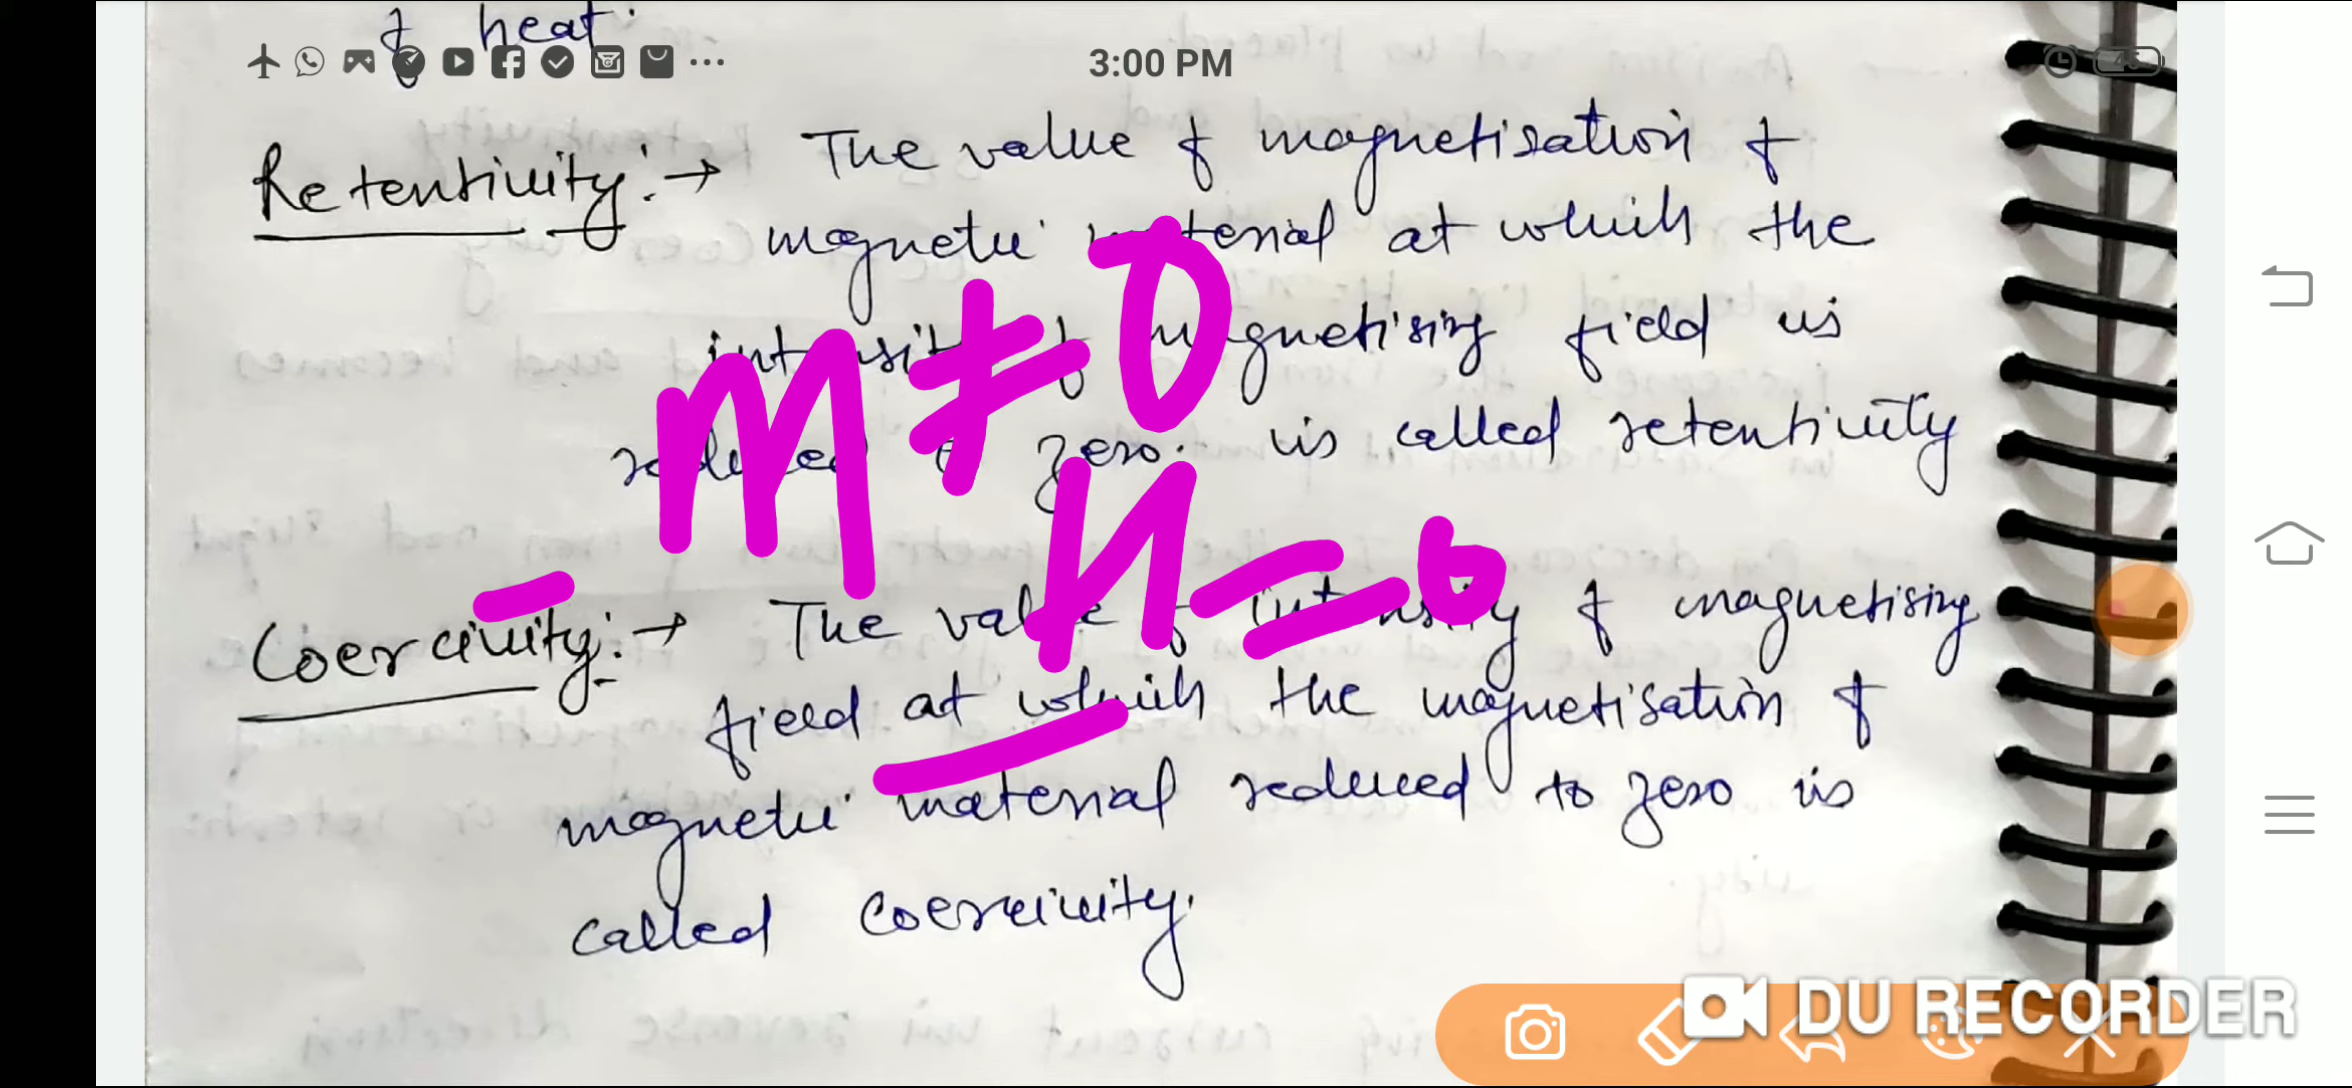 of heat.
3:00 PM
45
Retentivity:→ The value of magnetisation of
magnetic material at which the
intensity of magnetising field is
reduced to zero. is called retentivity
M≠0
H=0
Coercivity:→ The value of intensity of magnetising
field at which the magnetisation of
magnetic material reduced to zero is
called coercivity.
DU RECORDER